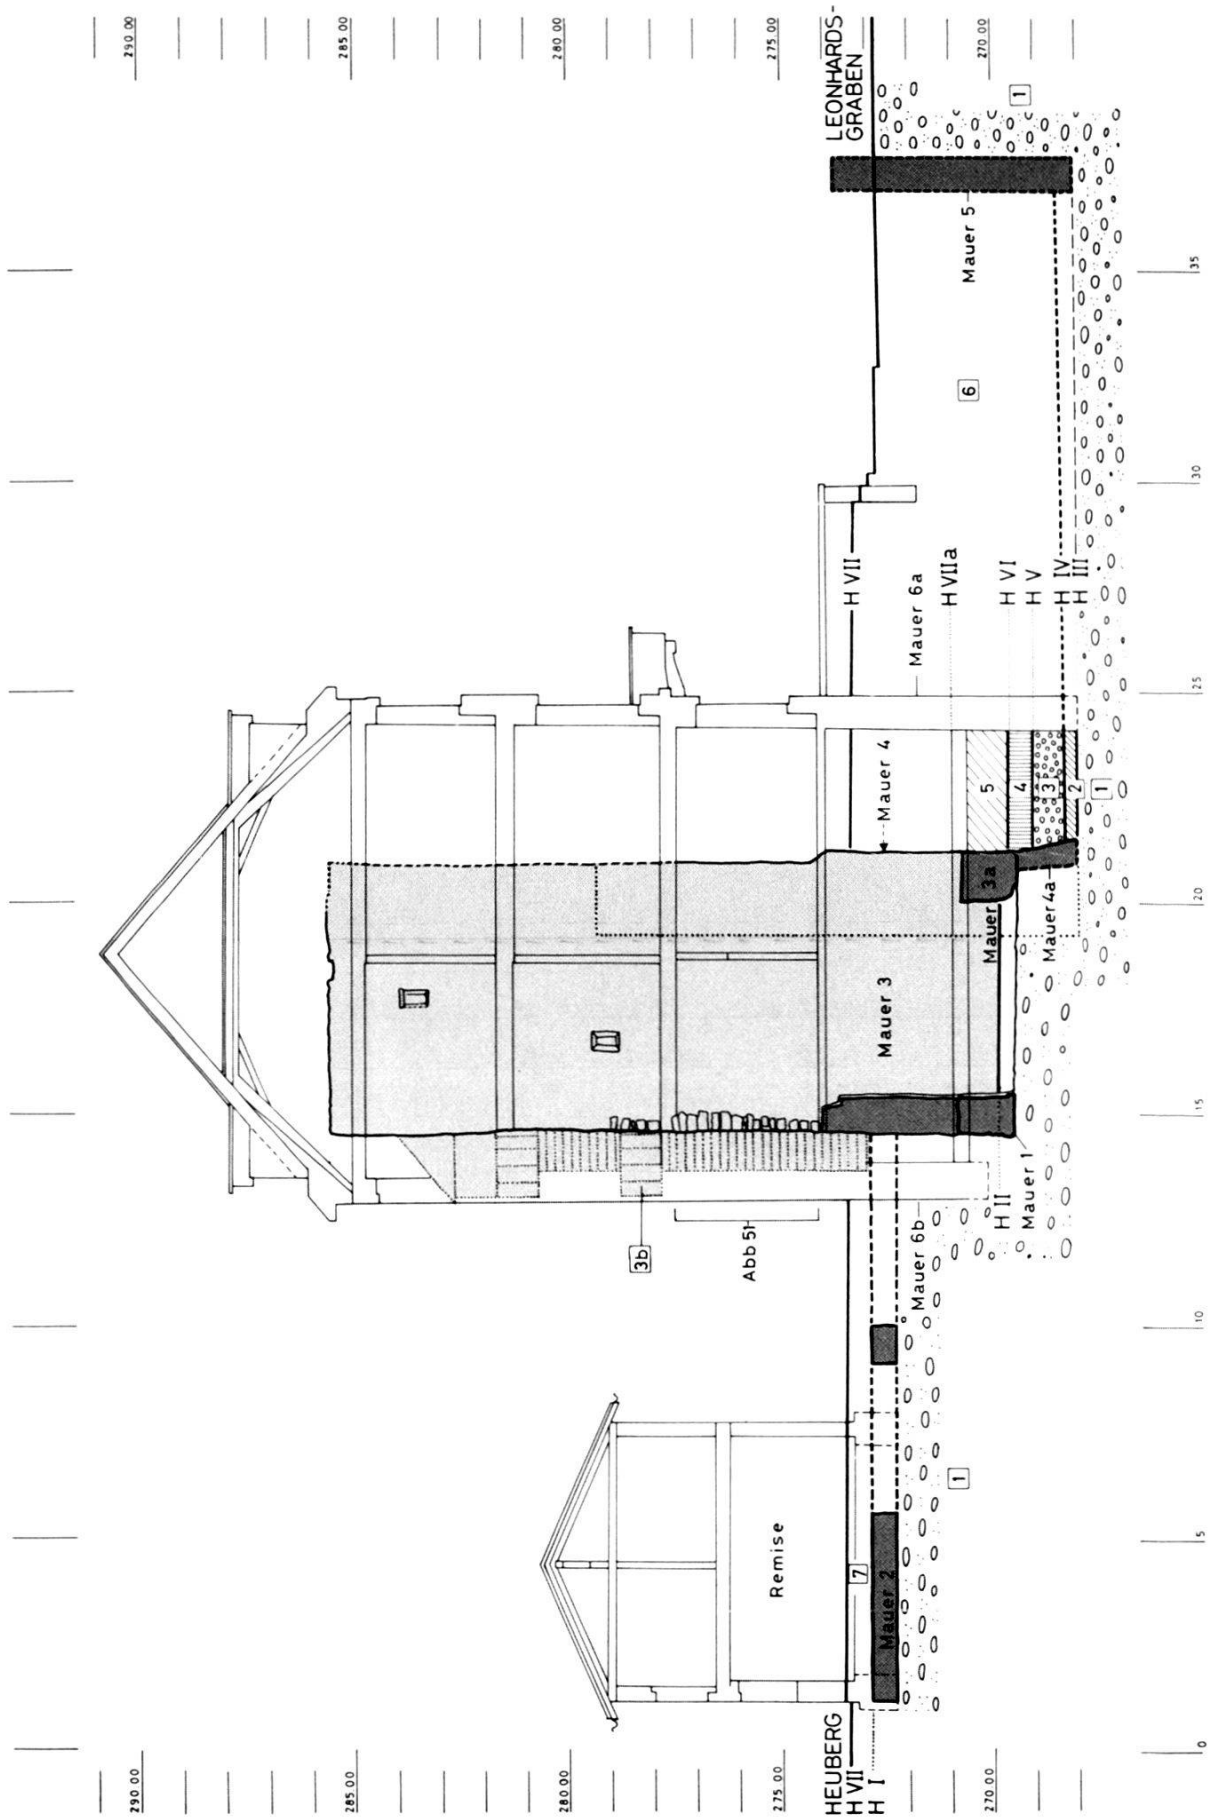 290.00
285.00
280.00
275.00
270.00
LEONHARDS-
GRABEN
1
Mauer 5
6
35
30
25
20
15
10
5
0
H VII
H VIIa
Mauer 6a
H VI
H V
H IV
H III
Mauer 4
5
4
3
2
1
Mauer 3a
Mauer 4a
Mauer 3
3b
Abb 51
Mauer 6b
H II
Mauer 1
Remise
7
Mauer 2
1
HEUBERG
H VII
H I
290.00
285.00
280.00
275.00
270.00